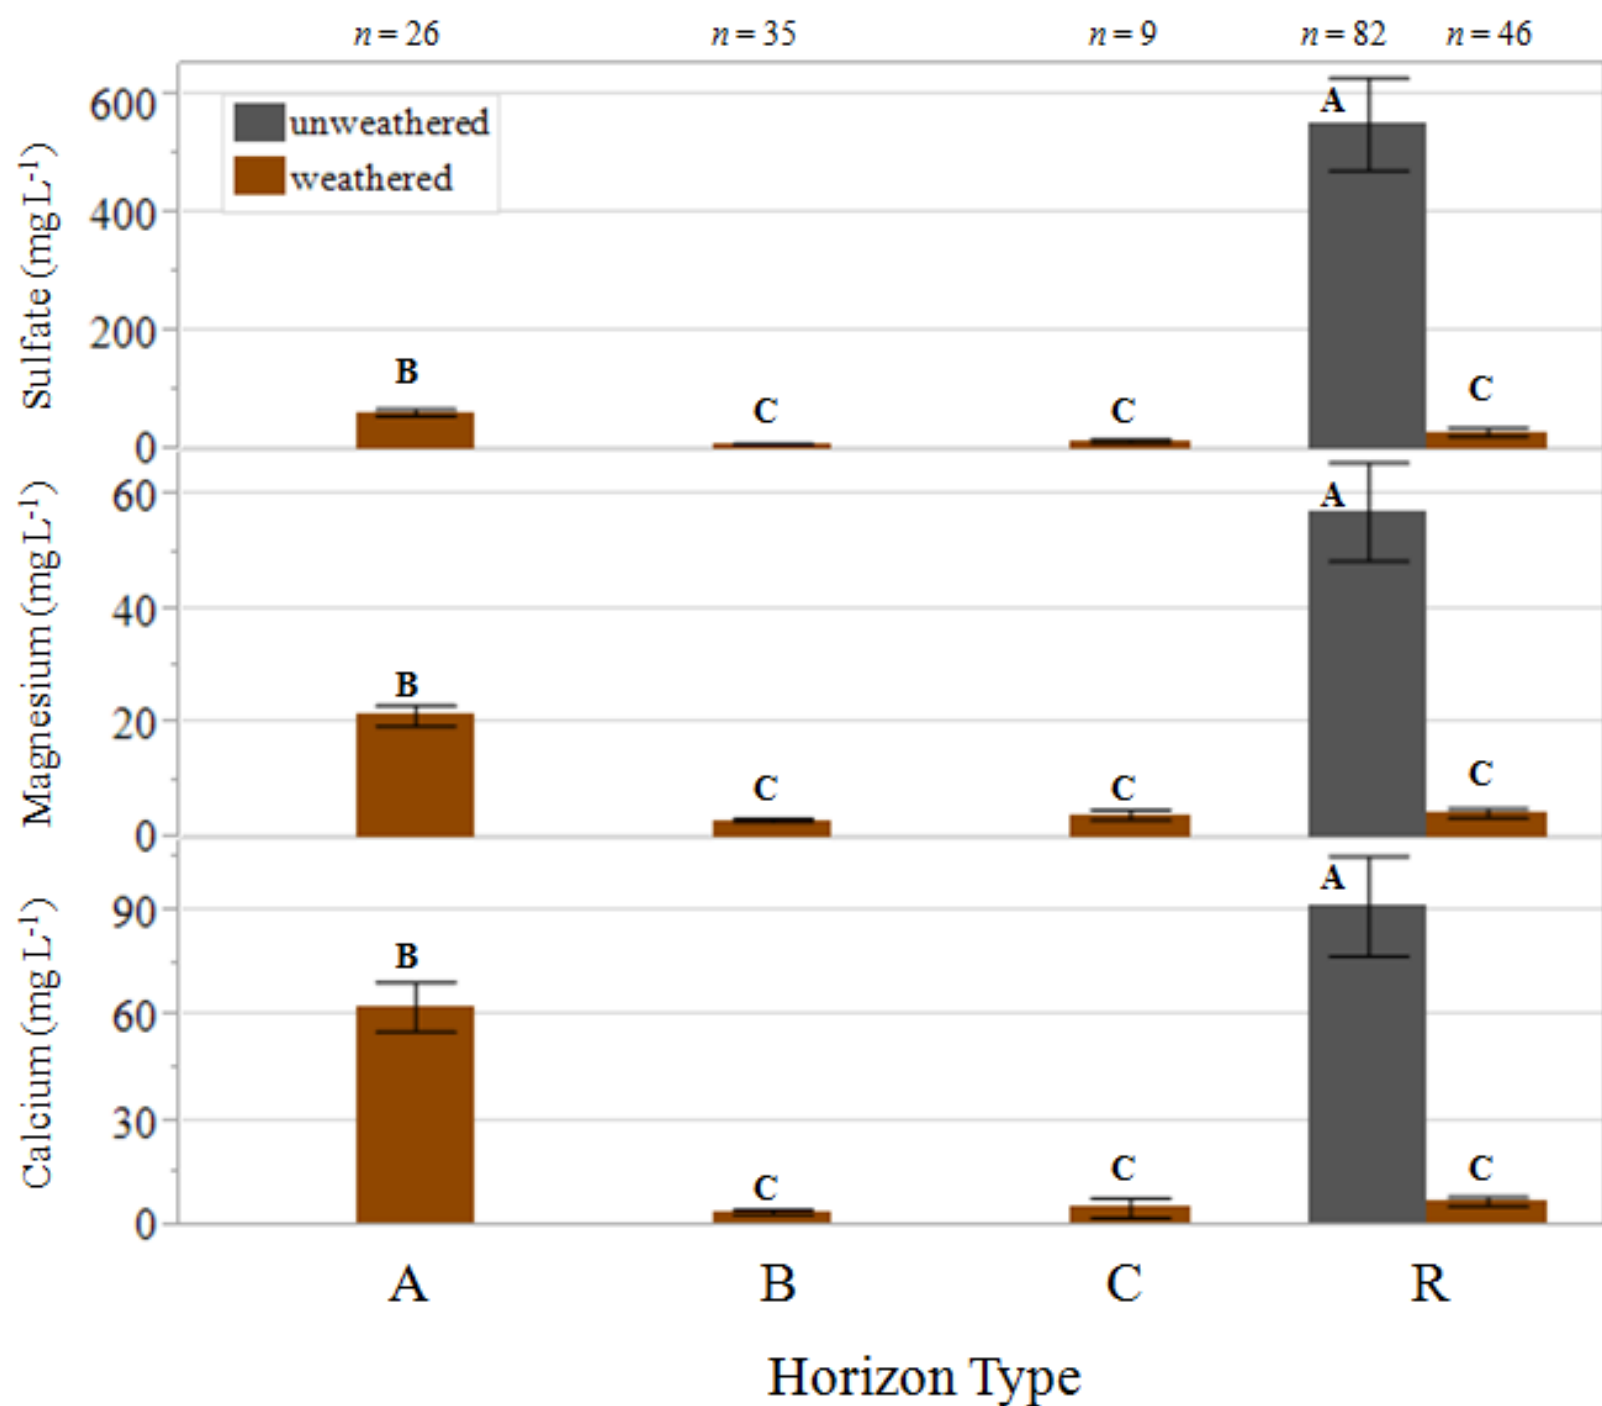 n = 26 n = 35 n = 9 n = 82 n = 46
Sulfate (mg L-1)
600
400
200
0
unweathered
weathered
A
B
C
C
C
Magnesium (mg L-1)
60
40
20
0
A
B
C
C
C
Calcium (mg L-1)
90
60
30
0
A
B
C
C
C
A B C R
Horizon Type